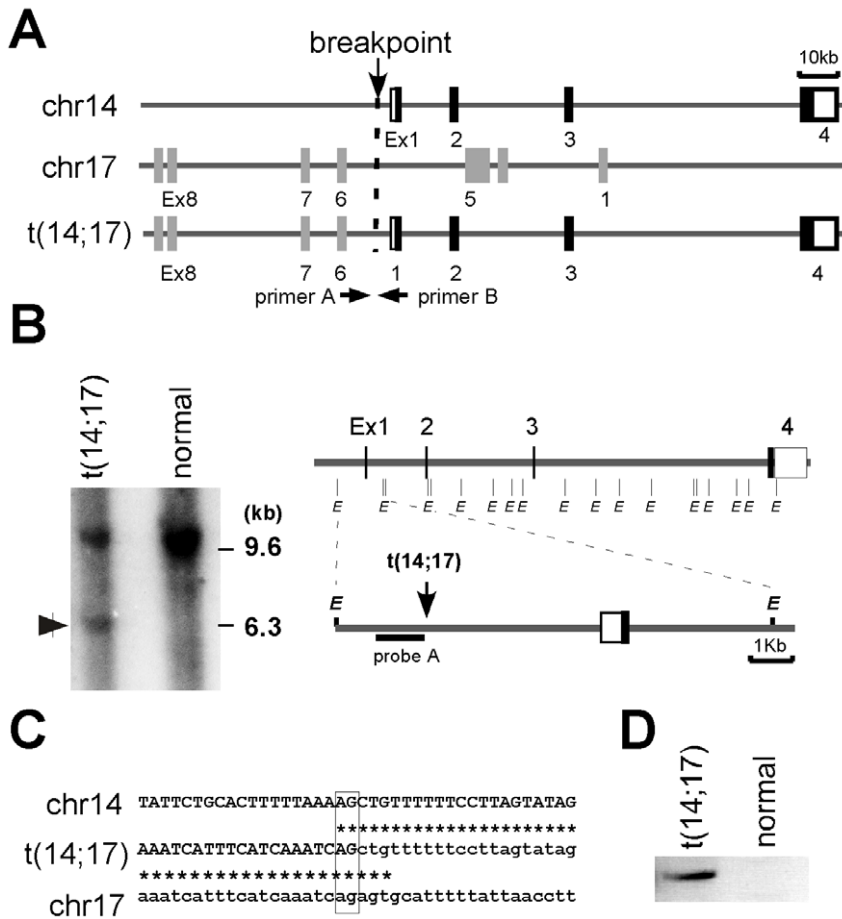 A
breakpoint
10kb
chr14
Ex1 2 3 4
chr17
Ex8 7 6 5 1
t(14;17)
Ex8 7 6 1 2 3 4
primer A primer B
B
t(14;17) normal
(kb)
9.6
6.3
Ex1 2 3 4
E E E E E E E E E E E E E E E
t(14;17)
E E
probe A
1Kb
C
chr14 TATTCTGCACTTTTTAAAAGCTGTTTTTTCCTTAGTATAG
*********************
t(14;17) AAATCATTTCATCAAATCAGctgttttttccttagtatag
**********************
chr17 aaatcatttcatcaaatcagagtgcatttttattaacctt
D
t(14;17) normal